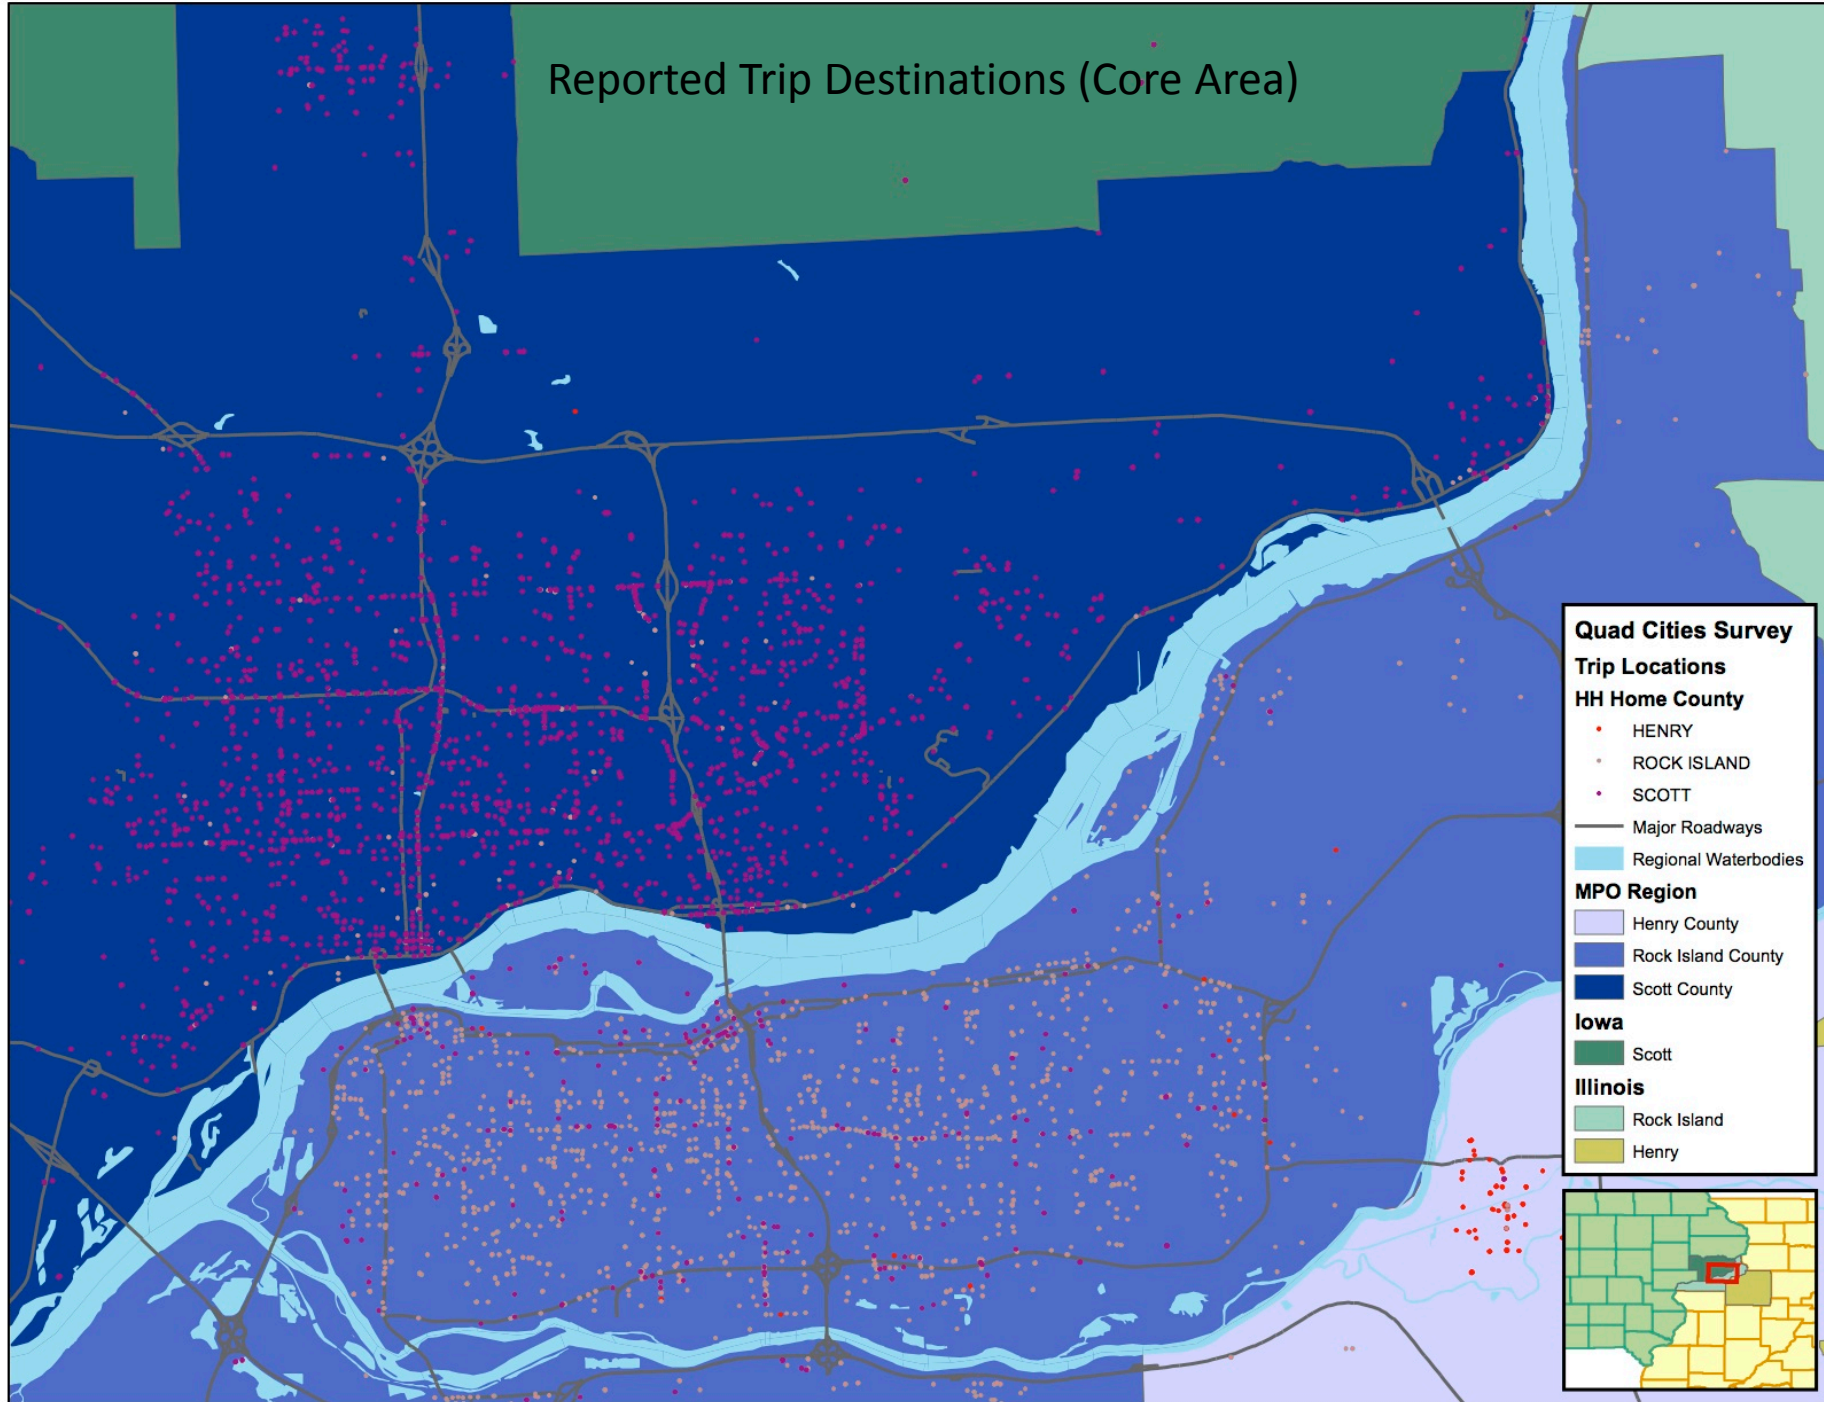 Reported Trip Destinations (Core Area)
Quad Cities Survey
Trip Locations
HH Home County
HENRY
ROCK ISLAND
SCOTT
Major Roadways
Regional Waterbodies
MPO Region
Henry County
Rock Island County
Scott County
Iowa
Scott
Illinois
Rock Island
Henry